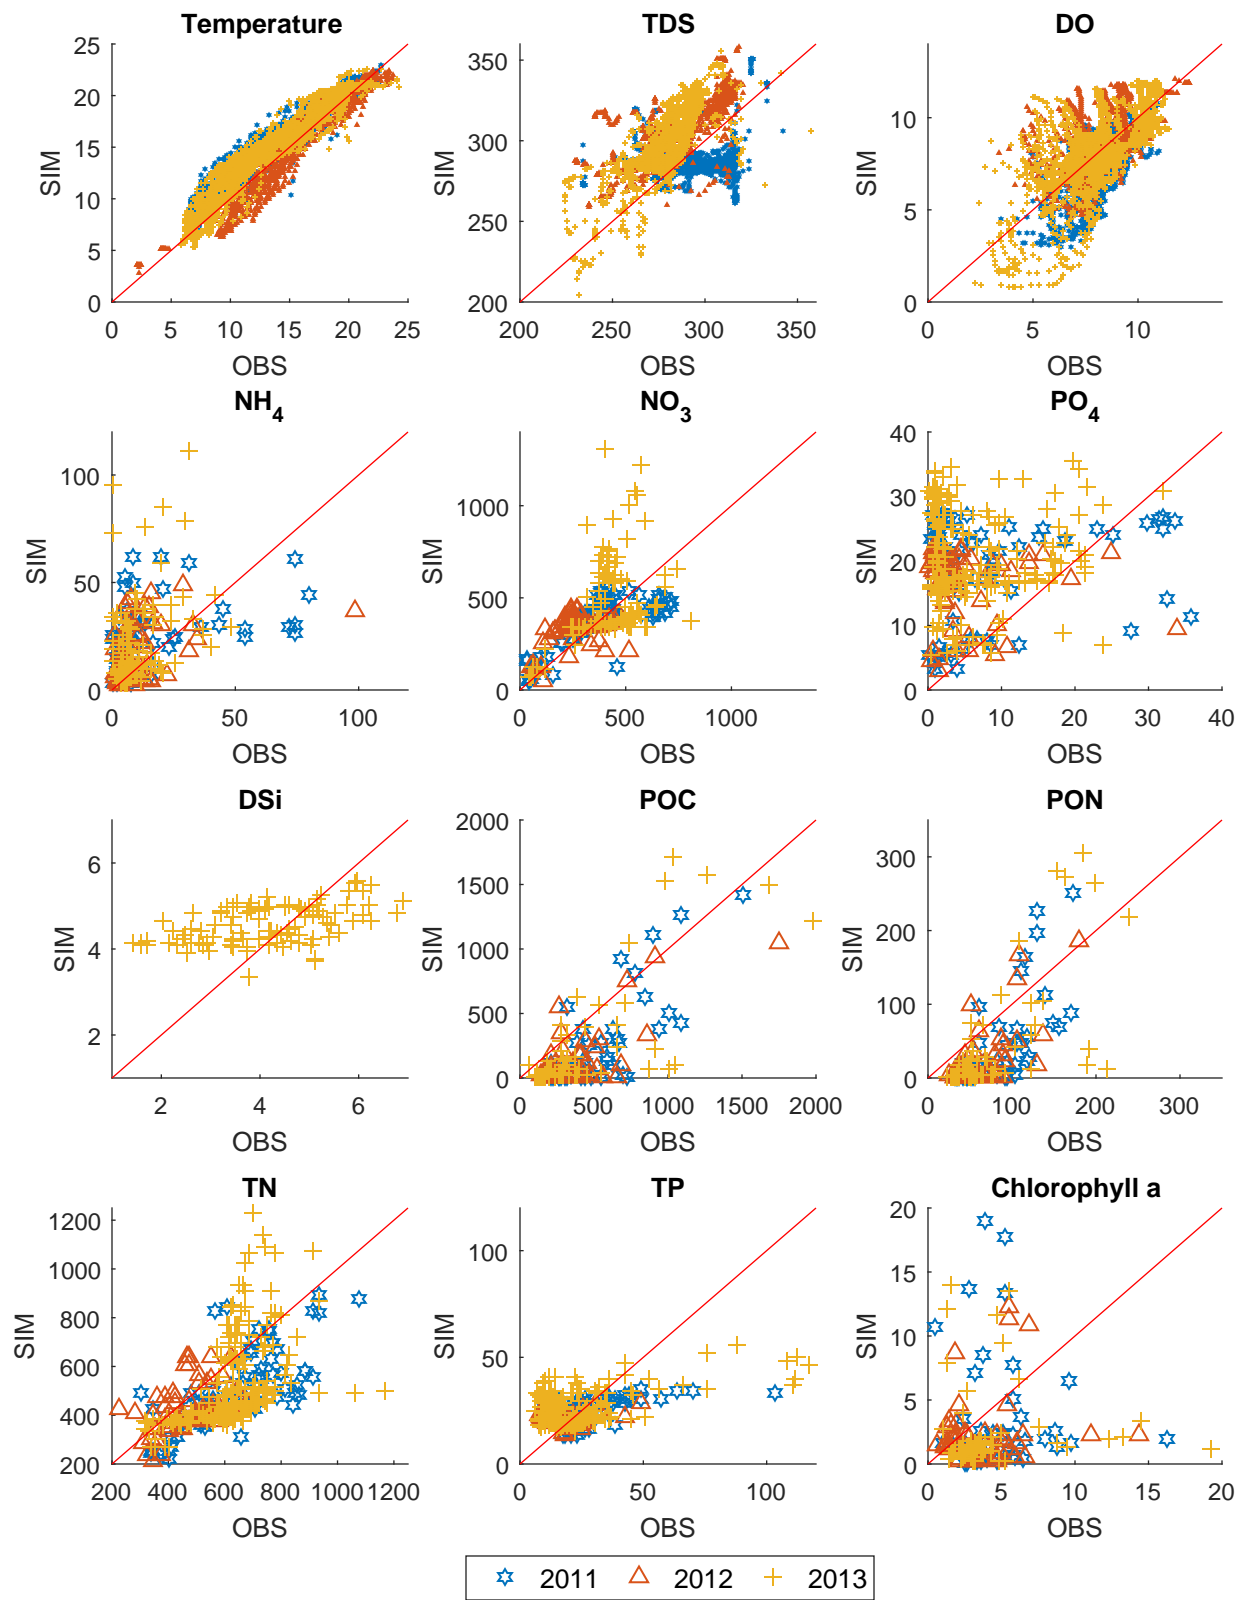 Temperature TDS DO
25 20 15 10 5 0 350 300 250 200 10 5 0
SIM SIM SIM
0 5 10 15 20 25 200 250 300 350 0 5 10
OBS OBS OBS
NH4 NO3 PO4
100 50 0 1000 500 0 40 30 20 10 0
SIM SIM SIM
0 50 100 0 500 1000 0 10 20 30 40
OBS OBS OBS
DSi POC PON
6 4 2 2000 1500 1000 500 0 300 200 100 0
SIM SIM SIM
2 4 6 0 500 1000 1500 2000 0 100 200 300
OBS OBS OBS
TN TP Chlorophyll a
1200 1000 800 600 400 200 100 50 0 20 15 10 5 0
SIM SIM SIM
200 400 600 800 1000 1200 0 50 100 0 5 10 15 20
OBS OBS OBS
2011 2012 2013